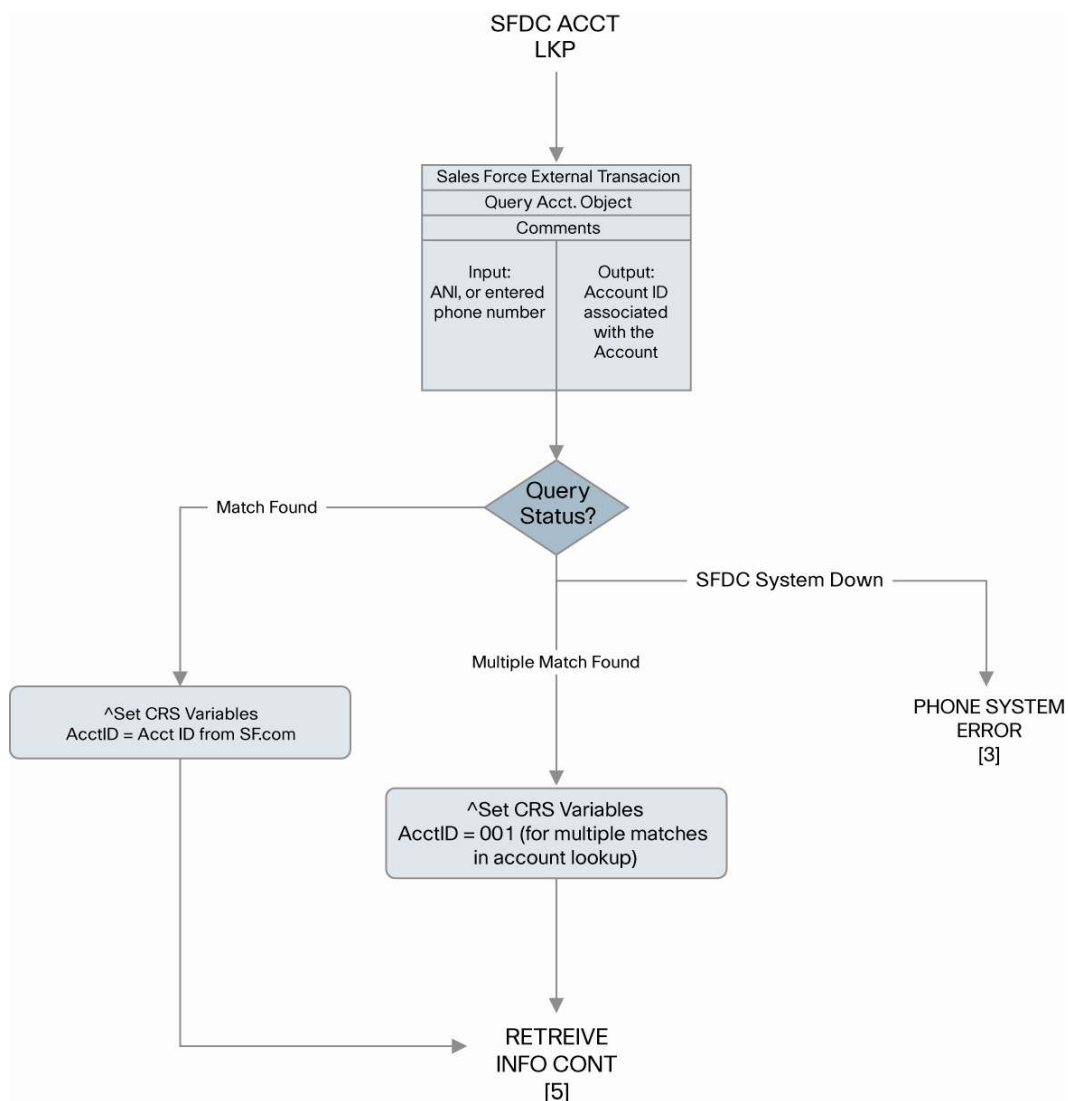 SFDC ACCT
LKP
Sales Force External Transacion
Query Acct. Object
Comments
Input:
ANI, or entered
phone number
Output:
Account ID
associated
with the
Account
Query
Status?
Match Found
SFDC System Down
Multiple Match Found
^Set CRS Variables
AcctID = Acct ID from SF.com
PHONE SYSTEM
ERROR
[3]
^Set CRS Variables
AcctID = 001 (for multiple matches
in account lookup)
RETREIVE
INFO CONT
[5]